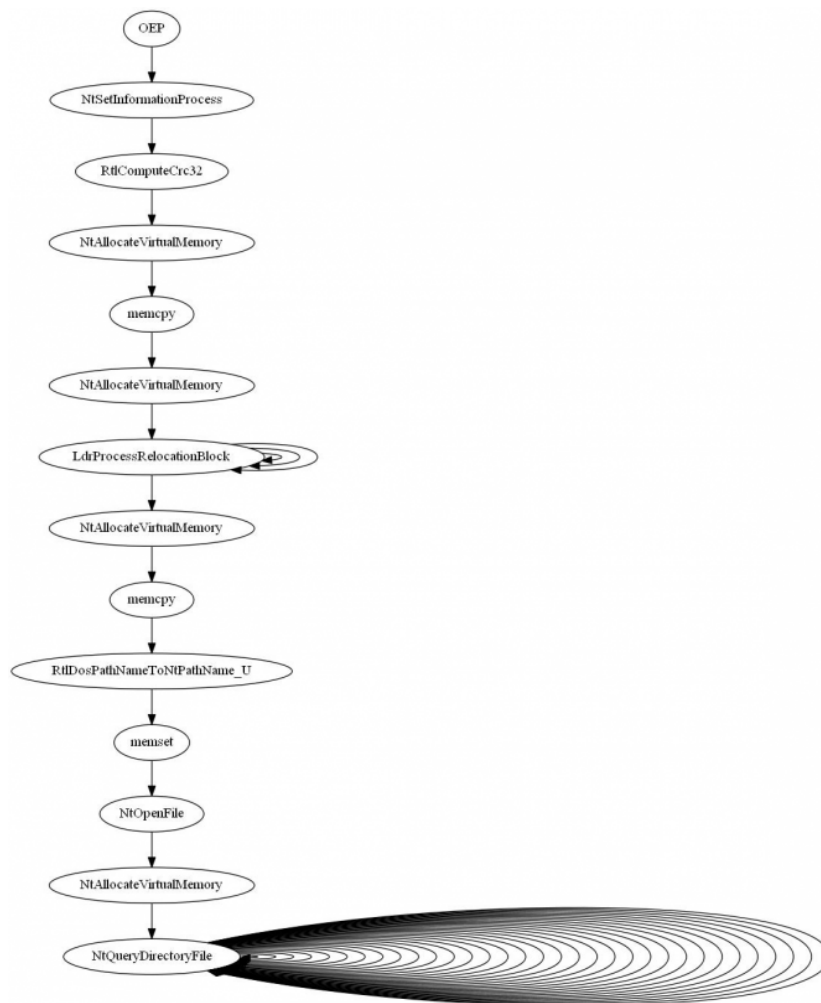 OEP
NtSetInformationProcess
RtlComputeCrc32
NtAllocateVirtualMemory
memcpy
NtAllocateVirtualMemory
LdrProcessRelocationBlock
NtAllocateVirtualMemory
memcpy
RtlDosPathNameToNtPathName_U
memset
NtOpenFile
NtAllocateVirtualMemory
NtQueryDirectoryFile